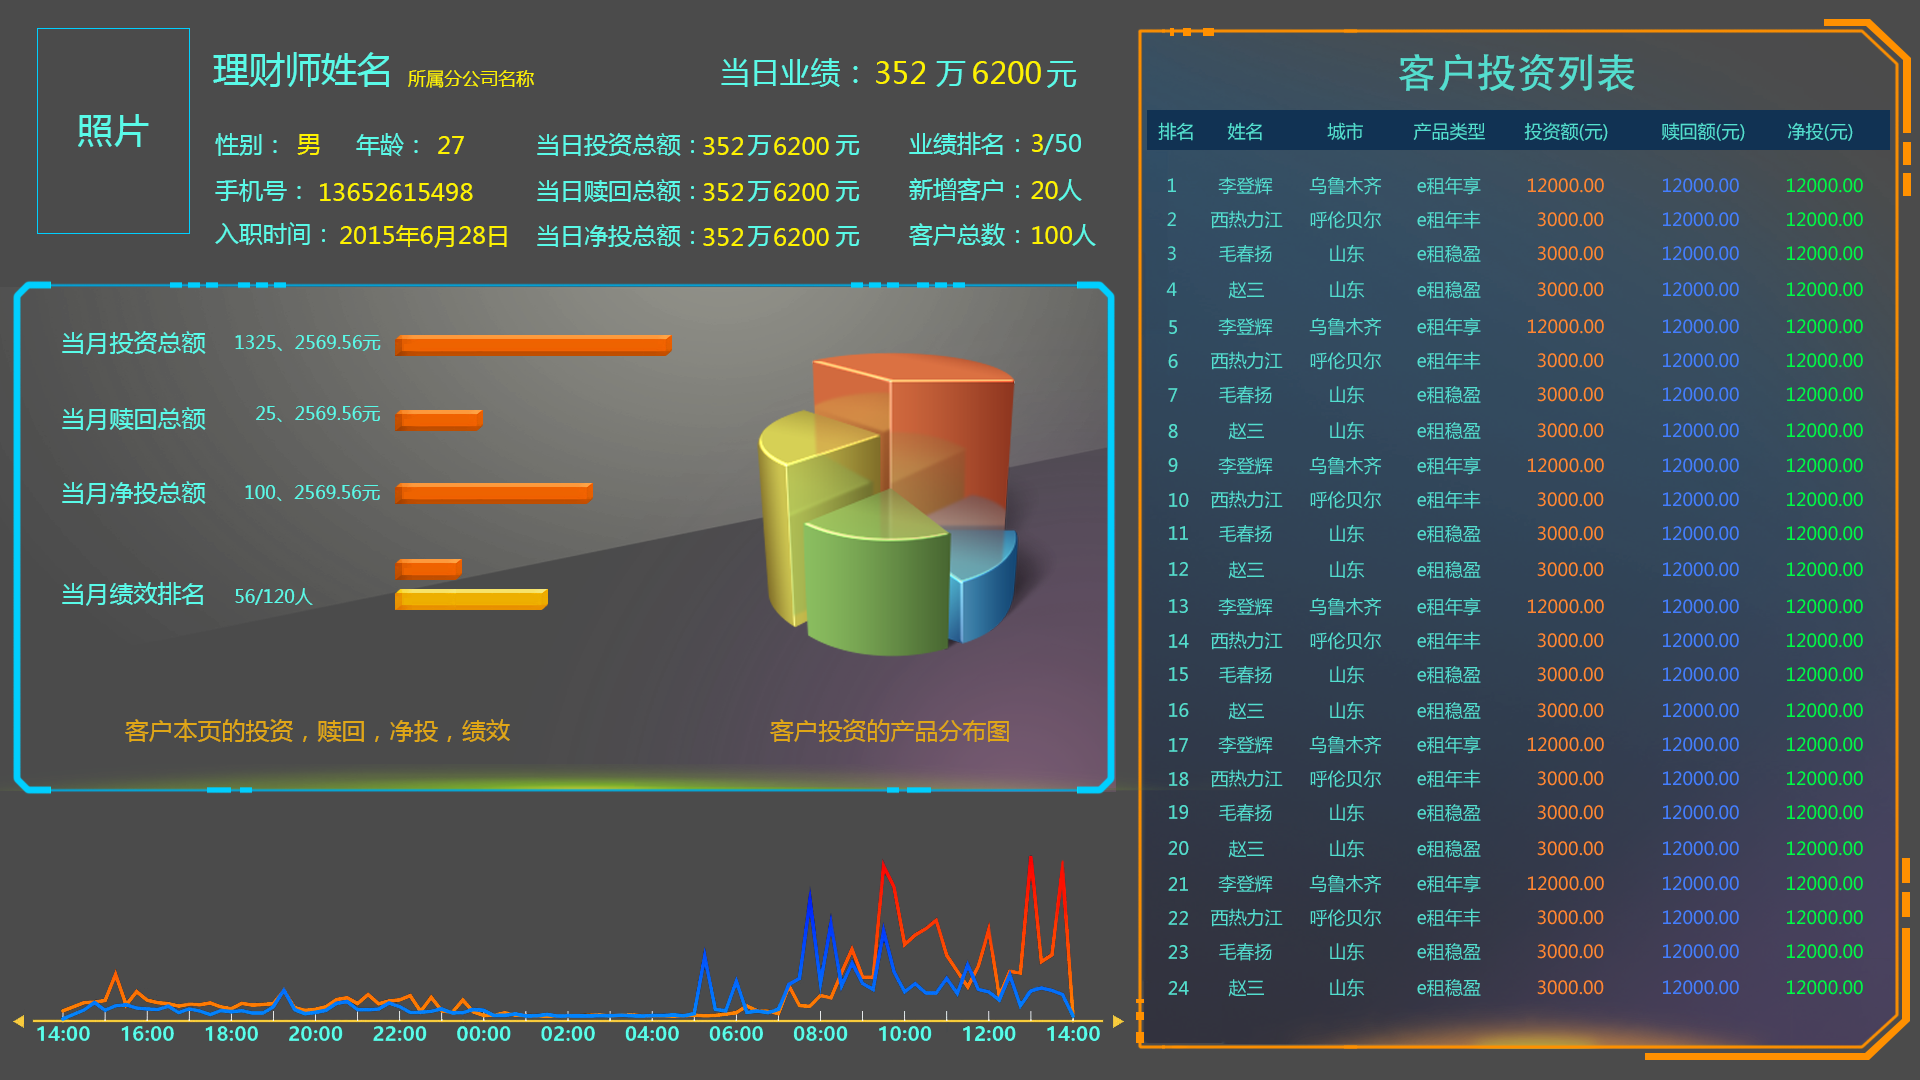 照片
理财师姓名 所属分公司名称
当日业绩： 352 万 6200 元
性别： 男 年龄： 27
当日投资总额：352 万 6200 元
业绩排名：3/50
手机号： 13652615498
当日赎回总额：352 万 6200 元
新增客户：20人
入职时间：2015年6月28日
当日净投总额：352 万 6200 元
客户总数：100人
当月投资总额 1325、2569.56元
当月赎回总额 25、2569.56元
当月净投总额 100、2569.56元
当月绩效排名 56/120人
客户本页的投资，赎回，净投，绩效
客户投资的产品分布图
14:00 16:00 18:00 20:00 22:00 00:00 02:00 04:00 06:00 08:00 10:00 12:00 14:00
客户投资列表
排名 姓名 城市 产品类型 投资额(元) 赎回额(元) 净投(元)
1 李登辉 乌鲁木齐 e租年享 12000.00 12000.00 12000.00
2 西热力江 呼伦贝尔 e租年丰 3000.00 12000.00 12000.00
3 毛春扬 山东 e租稳盈 3000.00 12000.00 12000.00
4 赵三 山东 e租稳盈 3000.00 12000.00 12000.00
5 李登辉 乌鲁木齐 e租年享 12000.00 12000.00 12000.00
6 西热力江 呼伦贝尔 e租年丰 3000.00 12000.00 12000.00
7 毛春扬 山东 e租稳盈 3000.00 12000.00 12000.00
8 赵三 山东 e租稳盈 3000.00 12000.00 12000.00
9 李登辉 乌鲁木齐 e租年享 12000.00 12000.00 12000.00
10 西热力江 呼伦贝尔 e租年丰 3000.00 12000.00 12000.00
11 毛春扬 山东 e租稳盈 3000.00 12000.00 12000.00
12 赵三 山东 e租稳盈 3000.00 12000.00 12000.00
13 李登辉 乌鲁木齐 e租年享 12000.00 12000.00 12000.00
14 西热力江 呼伦贝尔 e租年丰 3000.00 12000.00 12000.00
15 毛春扬 山东 e租稳盈 3000.00 12000.00 12000.00
16 赵三 山东 e租稳盈 3000.00 12000.00 12000.00
17 李登辉 乌鲁木齐 e租年享 12000.00 12000.00 12000.00
18 西热力江 呼伦贝尔 e租年丰 3000.00 12000.00 12000.00
19 毛春扬 山东 e租稳盈 3000.00 12000.00 12000.00
20 赵三 山东 e租稳盈 3000.00 12000.00 12000.00
21 李登辉 乌鲁木齐 e租年享 12000.00 12000.00 12000.00
22 西热力江 呼伦贝尔 e租年丰 3000.00 12000.00 12000.00
23 毛春扬 山东 e租稳盈 3000.00 12000.00 12000.00
24 赵三 山东 e租稳盈 3000.00 12000.00 12000.00